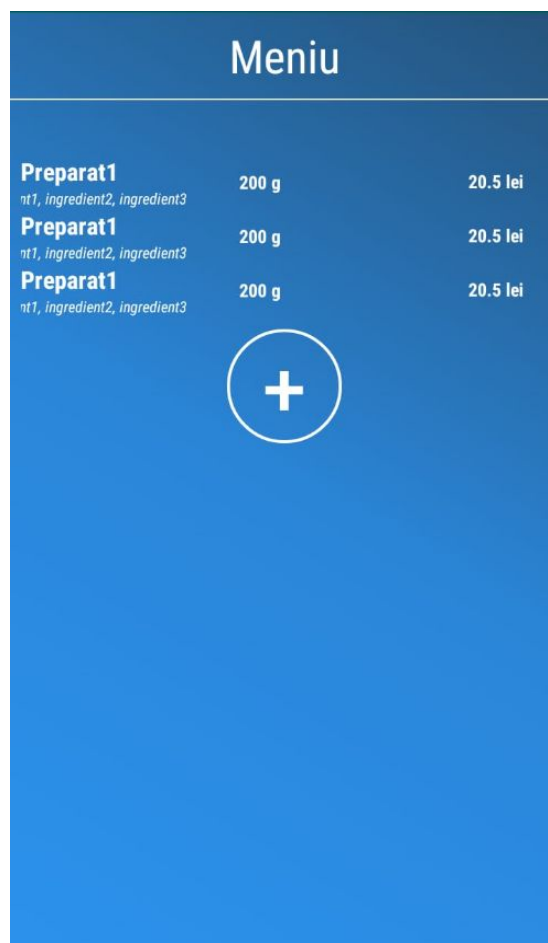 Meniu
Preparat1
200 g
20.5 lei
nt1, ingredient2, ingredient3
Preparat1
200 g
20.5 lei
nt1, ingredient2, ingredient3
Preparat1
200 g
20.5 lei
nt1, ingredient2, ingredient3
+